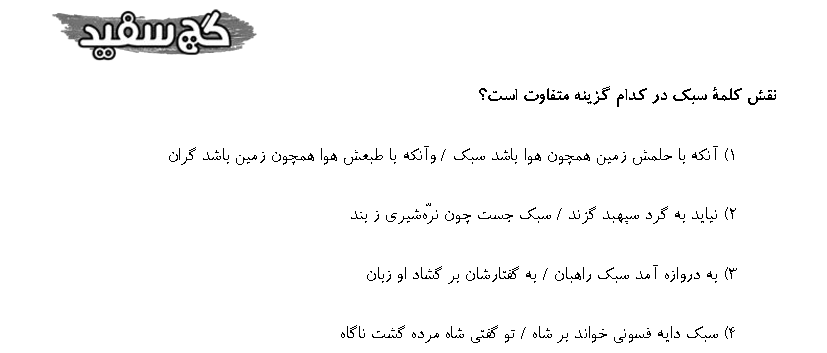 گچ سفید
نقش کلمۀ سبک در کدام گزینه متفاوت است؟
۱) آنکه با حلمش زمین همچون هوا باشد سبک / وآنکه با طبعش هوا همچون زمین باشد گران
۲) نیاید به گرد سپهبد گزند / سبک جست چون نرّه‌شیری ز بند
۳) به دروازه آمد سبک راهبان / به گفتارشان بر گشاد او زبان
۴) سبک دایه فسونی خواند بر شاه / تو گفتی شاه مرده گشت ناگاه